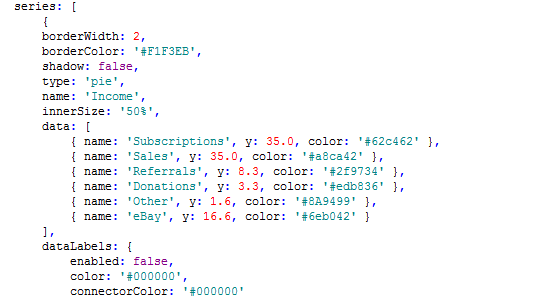 series: [
{
borderWidth: 2,
borderColor: '#F1F3EB',
shadow: false,
type: 'pie',
name: 'Income',
innerSize: '50%',
data: [
{ name: 'Subscriptions', y: 35.0, color: '#62c462' },
{ name: 'Sales', y: 35.0, color: '#a8ca42' },
{ name: 'Referrals', y: 8.3, color: '#2f9734' },
{ name: 'Donations', y: 3.3, color: '#edb836' },
{ name: 'Other', y: 1.6, color: '#8A9499' },
{ name: 'eBay', y: 16.6, color: '#6eb042' }
],
dataLabels: {
enabled: false,
color: '#000000',
connectorColor: '#000000'